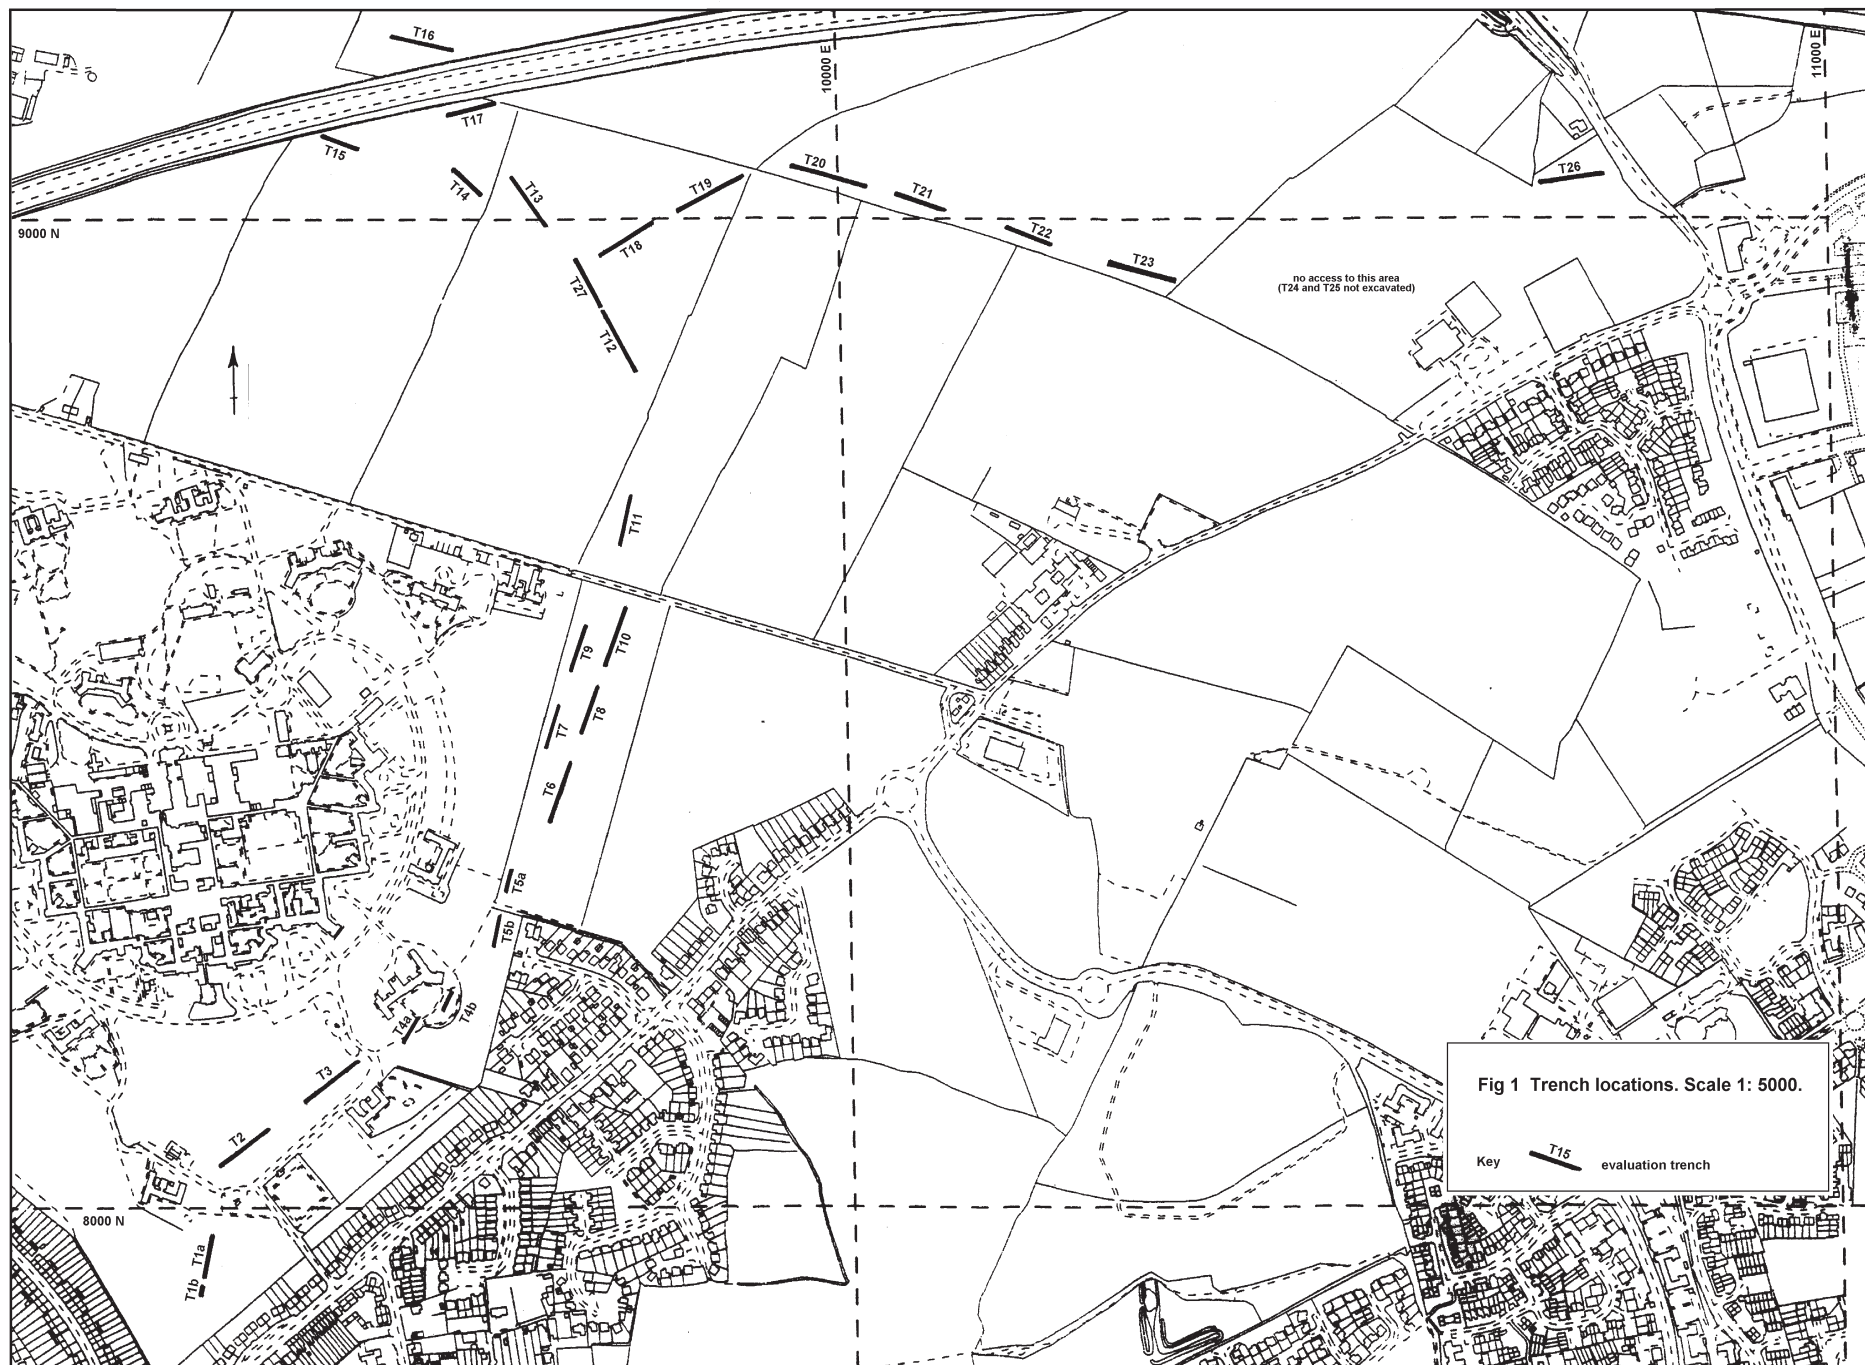 T16
10000 E
11000 E
T17
T15
T14
T13
T19
T20
T21
T26
9000 N
T18
T22
T23
T27
no access to this area
(T24 and T25 not excavated)
T12
T11
T9
T10
T7
T8
T6
T5a
T5b
T4a
T4b
T3
T2
Fig 1 Trench locations. Scale 1: 5000.
Key
T15
evaluation trench
8000 N
T1a
T1b